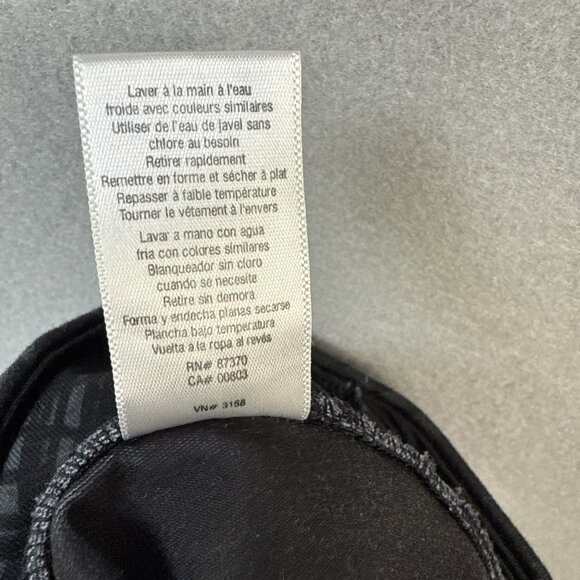 Laver à la main à l'eau
froide avec couleurs similaires
Utiliser de l'eau de javel sans
chlore au besoin
Retirer rapidement
Remettre en forme et sécher à plat
Repasser à faible température
Tourner le vêtement à l'envers
Lavar a mano con agua
fria con colores similares
Blanqueador sin cloro
cuando se necesite
Retire sin demora
Forma y endecha planas secarse
Plancha bajo temperatura
Vuelta a la ropa al revés
RN# 87370
CA# 00803
VN# 3168